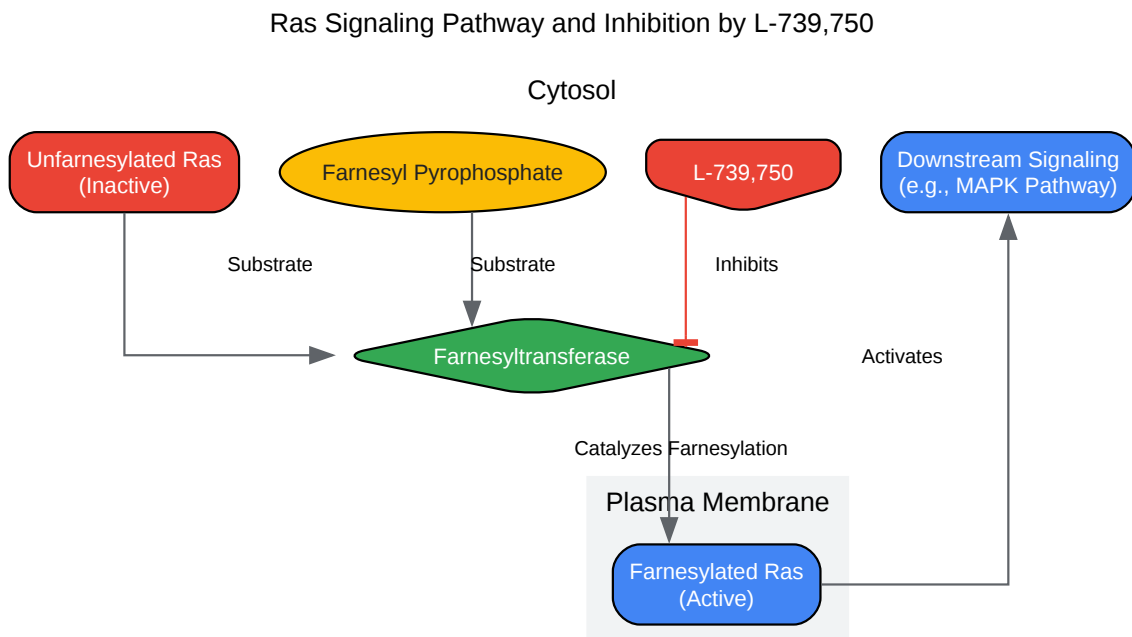 Ras Signaling Pathway and Inhibition by L-739,750
Cytosol
Unfarnesylated Ras
(Inactive)
Farnesyl Pyrophosphate
L-739,750
Downstream Signaling
(e.g., MAPK Pathway)
Substrate
Substrate
Inhibits
Farnesyltransferase
Activates
Catalyzes Farnesylation
Plasma Membrane
Farnesylated Ras
(Active)